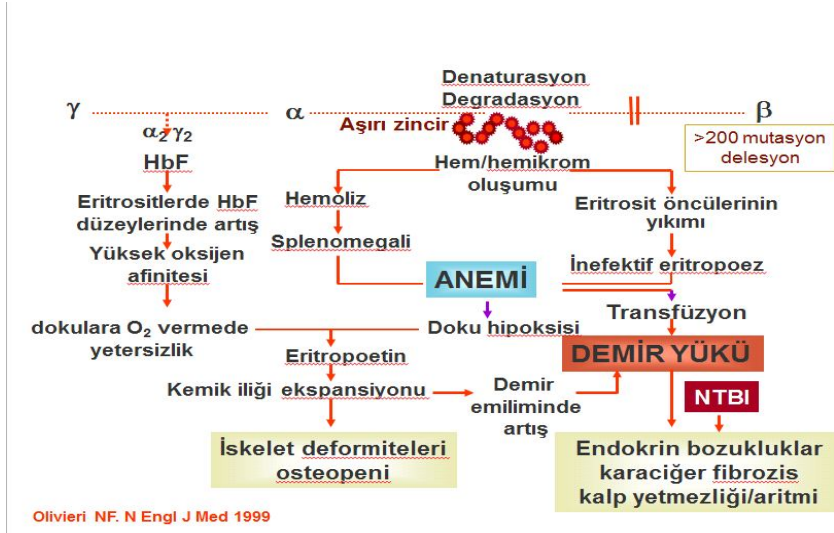 Denaturasyon
Degradasyon
γ
α
β
Aşırı zincir
>200 mutasyon
delesyon
α2 γ2
HbF
Hem/hemikrom
oluşumu
Eritrositlerde HbF
düzeylerinde artış
Hemoliz
Eritrosit öncülerinin
yıkımı
Yüksek oksijen
afinitesi
Splenomegali
İnefektif eritropoez
ANEMİ
Transfüzyon
dokulara O2 vermede
yetersizlik
Doku hipoksisi
Eritropoetin
DEMİR YÜKÜ
Kemik iliği ekspansiyonu
Demir
emiliminde
artış
NTBI
İskelet deformiteleri
osteopeni
Endokrin bozukluklar
karaciğer fibrozis
kalp yetmezliği/aritmi
Olivieri NF. N Engl J Med 1999